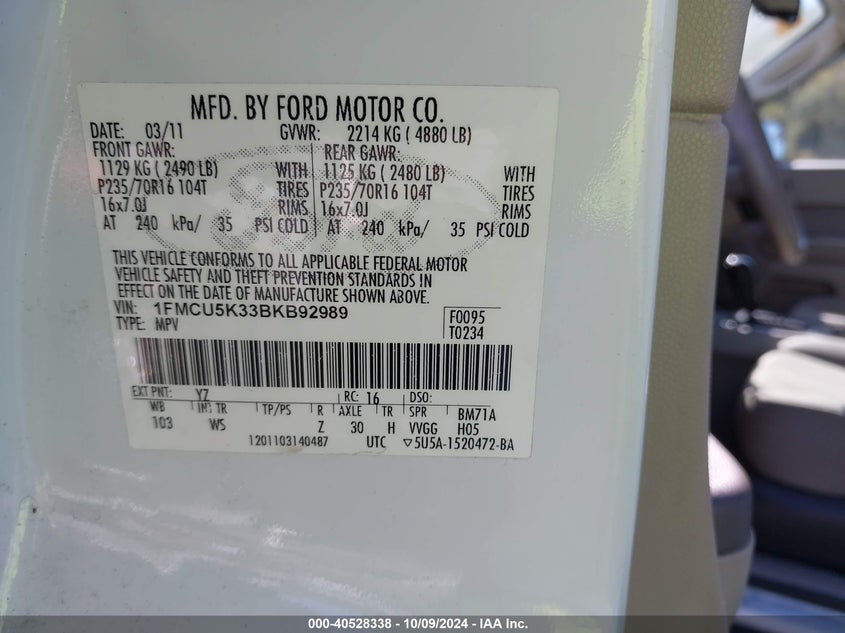 MFD. BY FORD MOTOR CO.
DATE: 03/11 GVWR: 2214 KG ( 4880 LB)
FRONT GAWR: REAR GAWR:
1129 KG ( 2490 LB) WITH 1125 KG ( 2480 LB) WITH
P235/70R16 104T TIRES P235/70R16 104T TIRES
16x7.0J RIMS 16x7.0J RIMS
AT 240 kPa/ 35 PSI COLD AT 240 kPa/ 35 PSI COLD
THIS VEHICLE CONFORMS TO ALL APPLICABLE FEDERAL MOTOR
VEHICLE SAFETY AND THEFT PREVENTION STANDARDS IN
EFFECT ON THE DATE OF MANUFACTURE SHOWN ABOVE.
VIN: 1FMCU5K33BKB92989 F0095
TYPE: MPV T0234
EXT PNT: YZ RC: 16 DSO:
WB INT TR TP/PS R AXLE TR SPR BM71A
103 WS Z 30 H VVGG H05
1201103140487 UTC ▽5U5A-1520472-BA
000-40528338 - 10/09/2024 - IAA Inc.